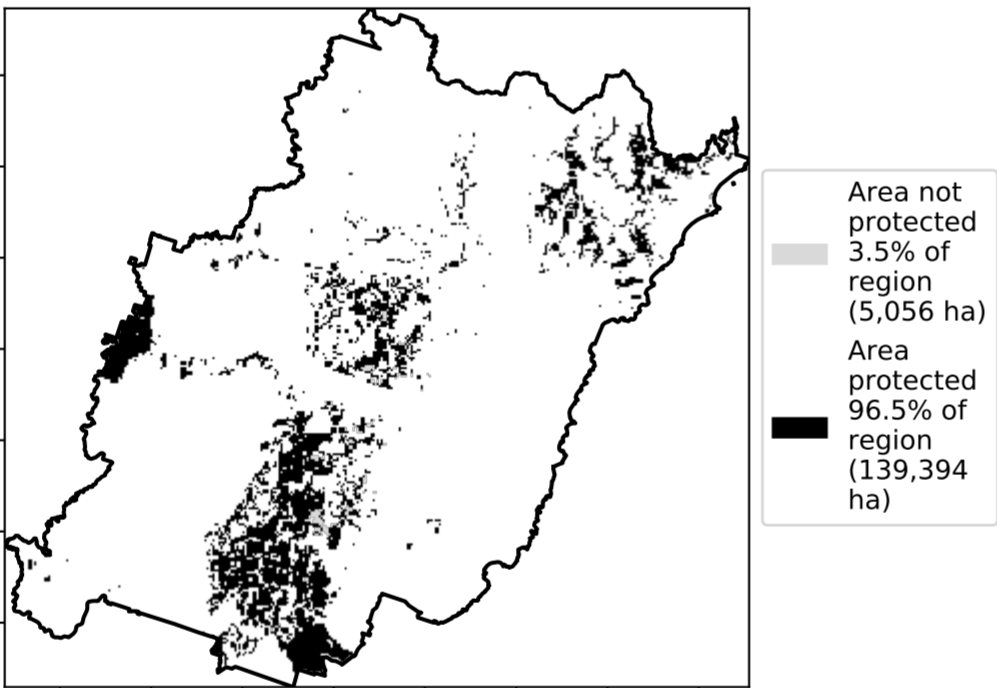 Area not
protected
3.5% of
region
(5,056 ha)
Area
protected
96.5% of
region
(139,394
ha)